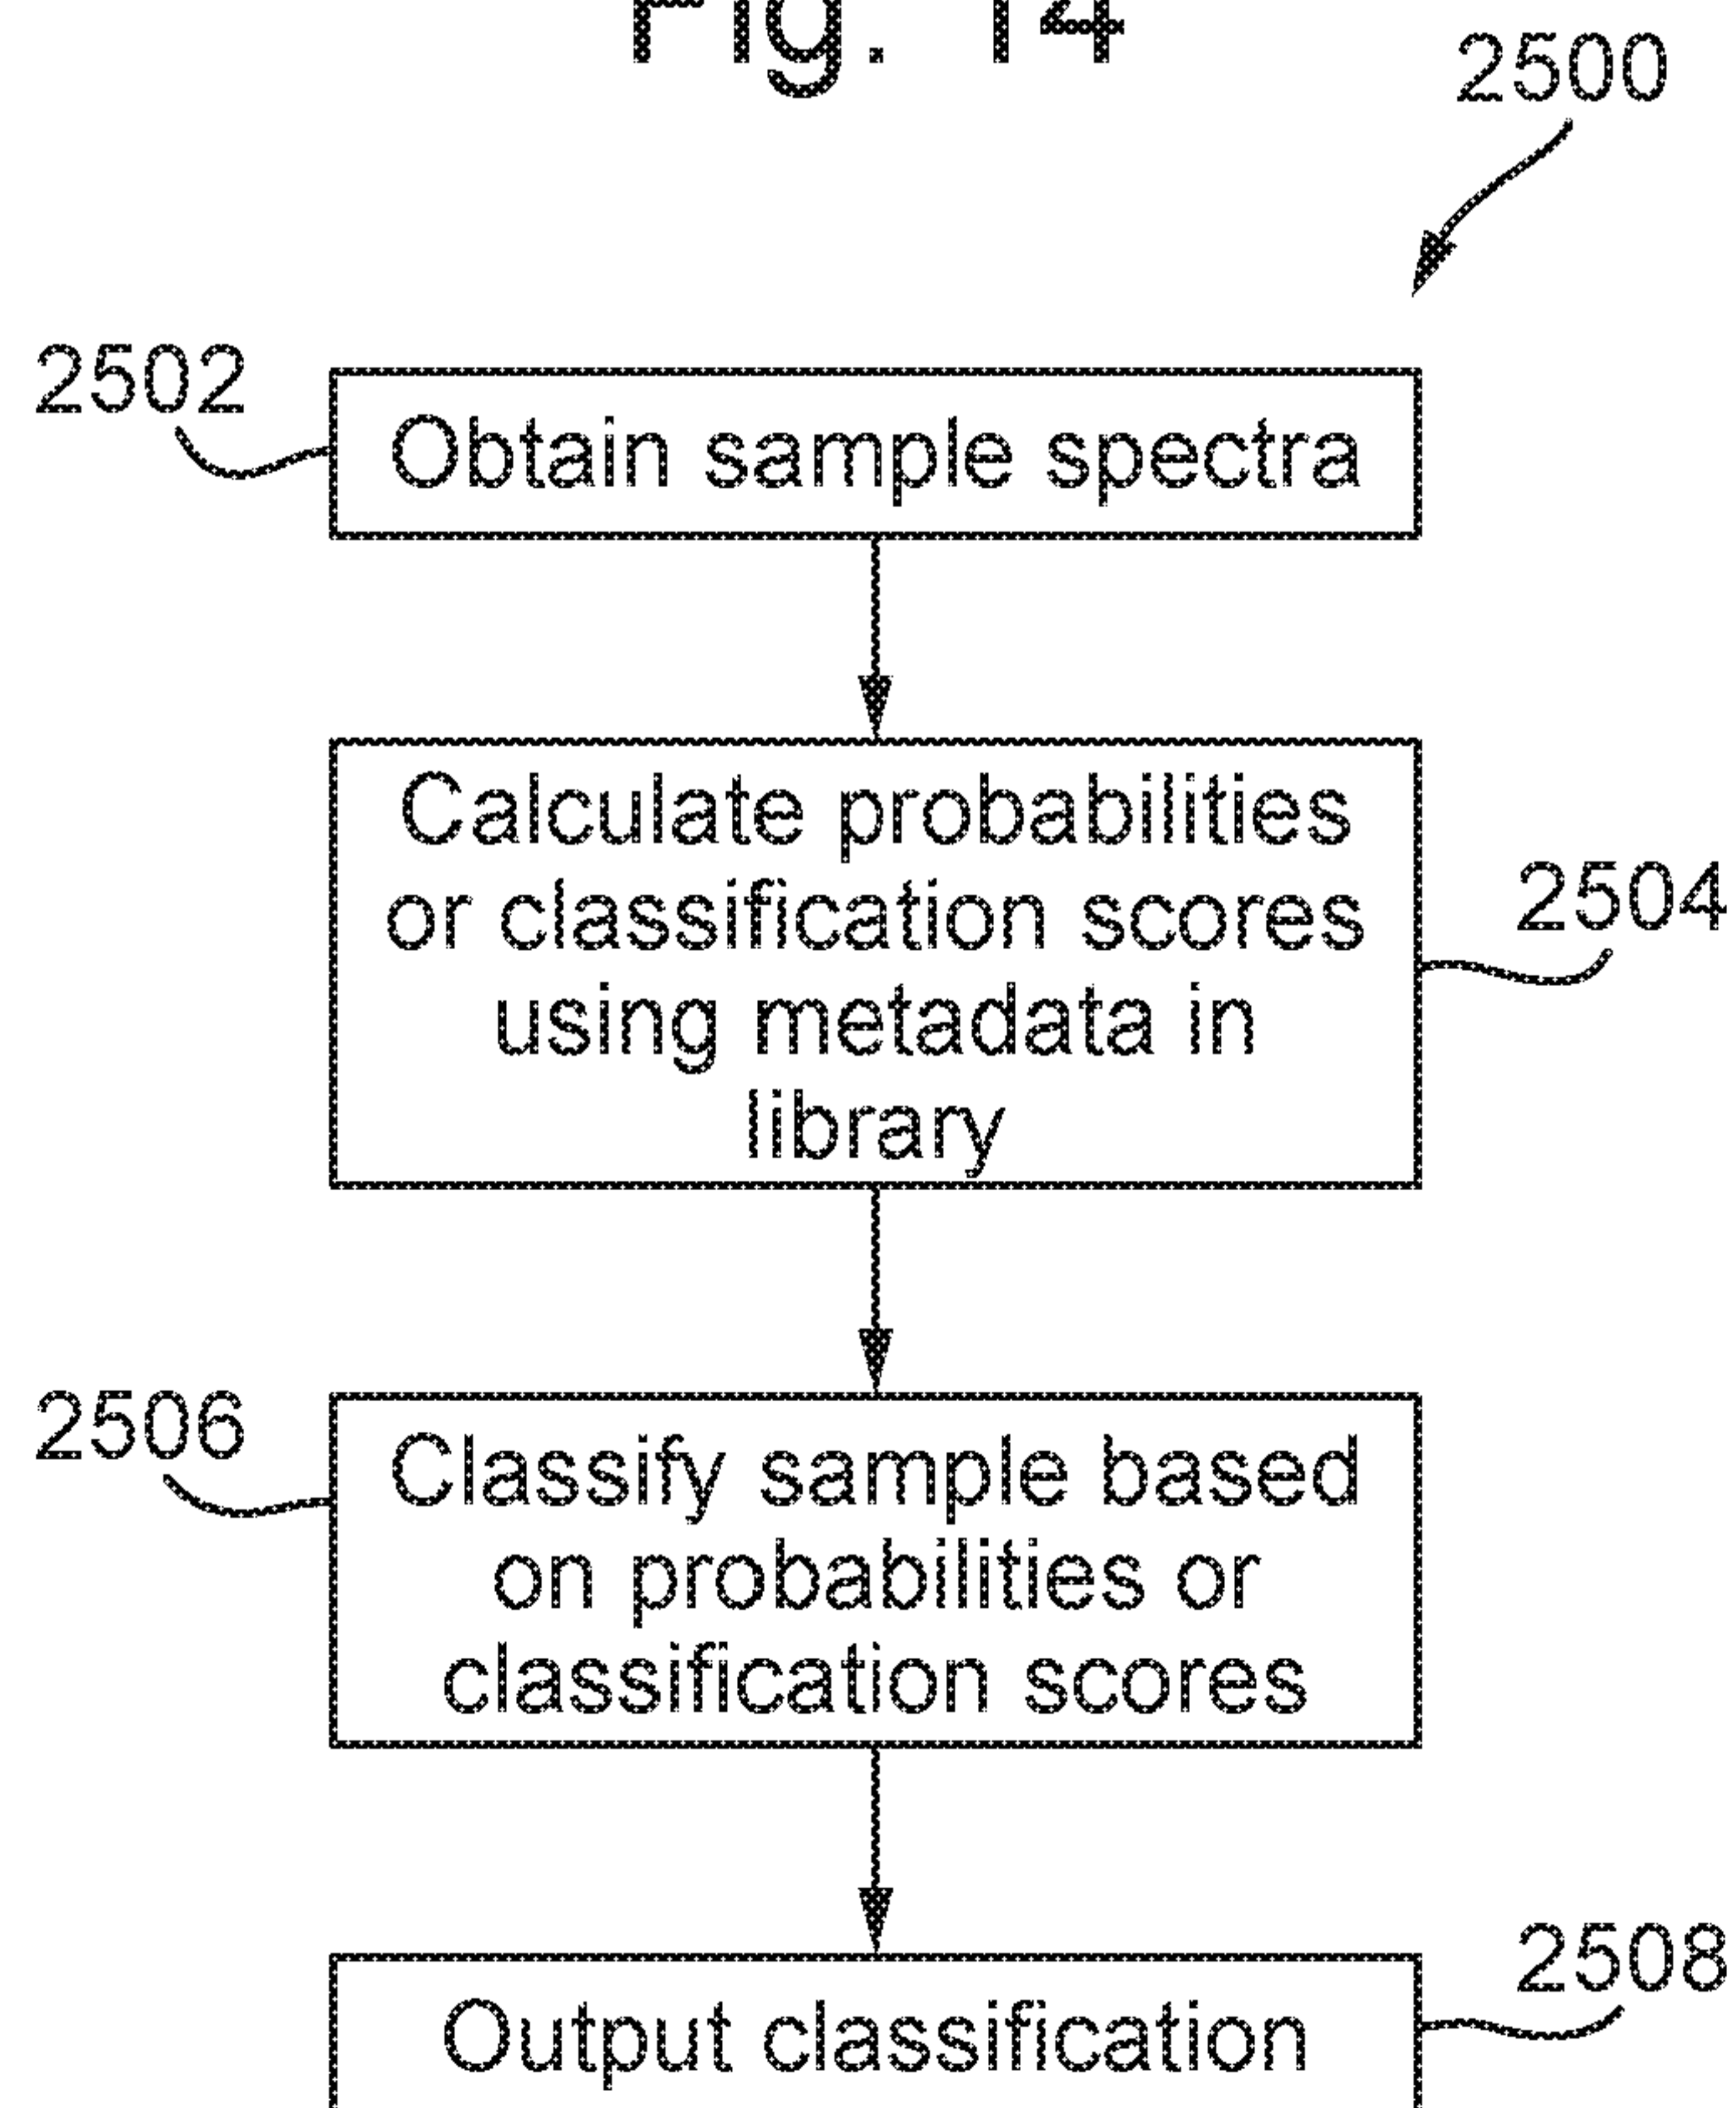 Fig. 14
2500
2502
Obtain sample spectra
Calculate probabilities
or classification scores
using metadata in
library
2504
2506
Classify sample based
on probabilities or
classification scores
2508
Output classification